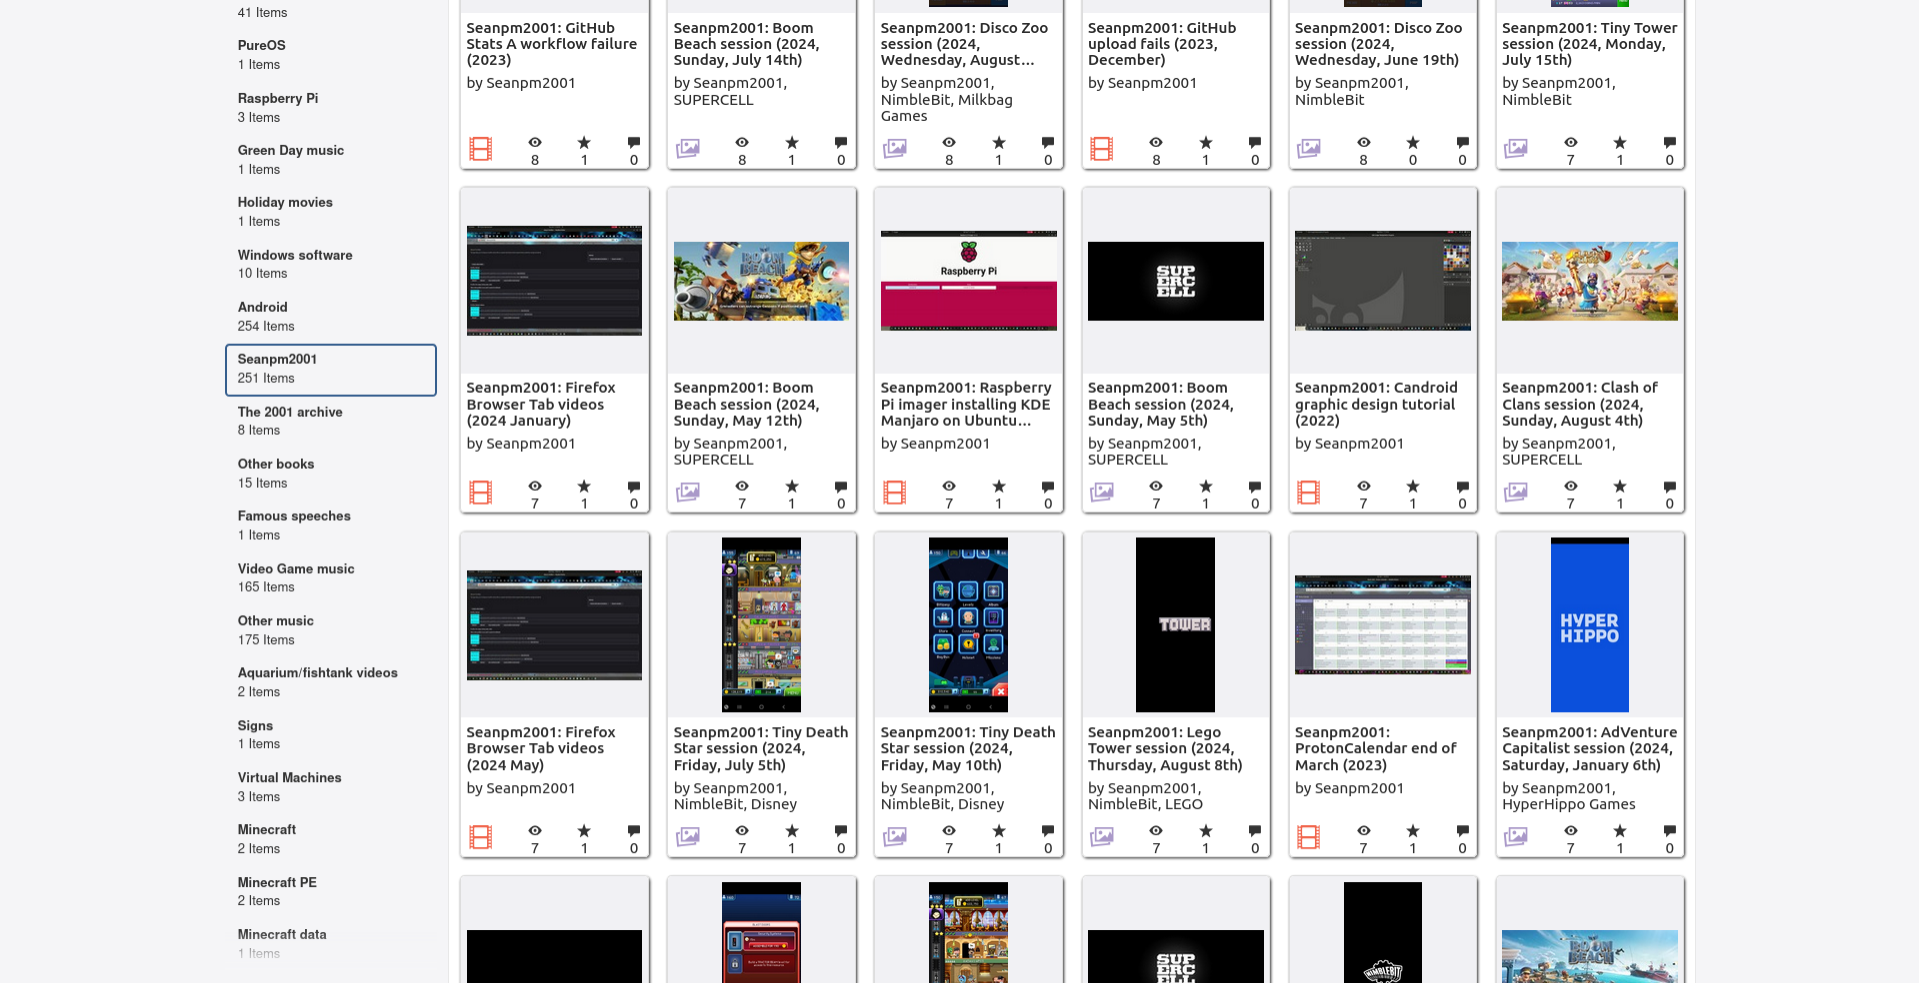 41 Items
PureOS
1 Items
Raspberry Pi
3 Items
Green Day music
1 Items
Holiday movies
1 Items
Windows software
10 Items
Android
254 Items
Seanpm2001
251 Items
The 2001 archive
8 Items
Other books
15 Items
Famous speeches
1 Items
Video Game music
165 Items
Other music
175 Items
Aquarium/fishtank videos
2 Items
Signs
1 Items
Virtual Machines
3 Items
Minecraft
2 Items
Minecraft PE
2 Items
Minecraft data
1 Items
Seanpm2001: GitHub
Stats A workflow failure
(2023)
by Seanpm2001
8 1 0
Seanpm2001: Boom
Beach session (2024,
Sunday, July 14th)
by Seanpm2001,
SUPERCELL
8 1 0
Seanpm2001: Disco Zoo
session (2024,
Wednesday, August...
by Seanpm2001,
NimbleBit, Milkbag
Games
8 1 0
Seanpm2001: GitHub
upload fails (2023,
December)
by Seanpm2001
8 1 0
Seanpm2001: Disco Zoo
session (2024,
Wednesday, June 19th)
by Seanpm2001,
NimbleBit
8 0 0
Seanpm2001: Tiny Tower
session (2024, Monday,
July 15th)
by Seanpm2001,
NimbleBit
7 1 0
Seanpm2001: Firefox
Browser Tab videos
(2024 January)
by Seanpm2001
7 1 0
BOOM
BEACH
Seanpm2001: Boom
Beach session (2024,
Sunday, May 12th)
by Seanpm2001,
SUPERCELL
7 1 0
Raspberry Pi
Seanpm2001: Raspberry
Pi imager installing KDE
Manjaro on Ubuntu...
by Seanpm2001
7 1 0
SUP
ERC
ELL
Seanpm2001: Boom
Beach session (2024,
Sunday, May 5th)
by Seanpm2001,
SUPERCELL
7 1 0
Seanpm2001: Candroid
graphic design tutorial
(2022)
by Seanpm2001
7 1 0
Seanpm2001: Clash of
Clans session (2024,
Sunday, August 4th)
by Seanpm2001,
SUPERCELL
7 1 0
Seanpm2001: Firefox
Browser Tab videos
(2024 May)
by Seanpm2001
7 1 0
Seanpm2001: Tiny Death
Star session (2024,
Friday, July 5th)
by Seanpm2001,
NimbleBit, Disney
7 1 0
Seanpm2001: Tiny Death
Star session (2024,
Friday, May 10th)
by Seanpm2001,
NimbleBit, Disney
7 1 0
TOWER
Seanpm2001: Lego
Tower session (2024,
Thursday, August 8th)
by Seanpm2001,
NimbleBit, LEGO
7 1 0
Seanpm2001:
ProtonCalendar end of
March (2023)
by Seanpm2001
7 1 0
HYPER
HIPPO
Seanpm2001: AdVenture
Capitalist session (2024,
Saturday, January 6th)
by Seanpm2001,
HyperHippo Games
7 1 0
SUP
ERC
ELL
NIMBLEBIT
BOOM
BEACH